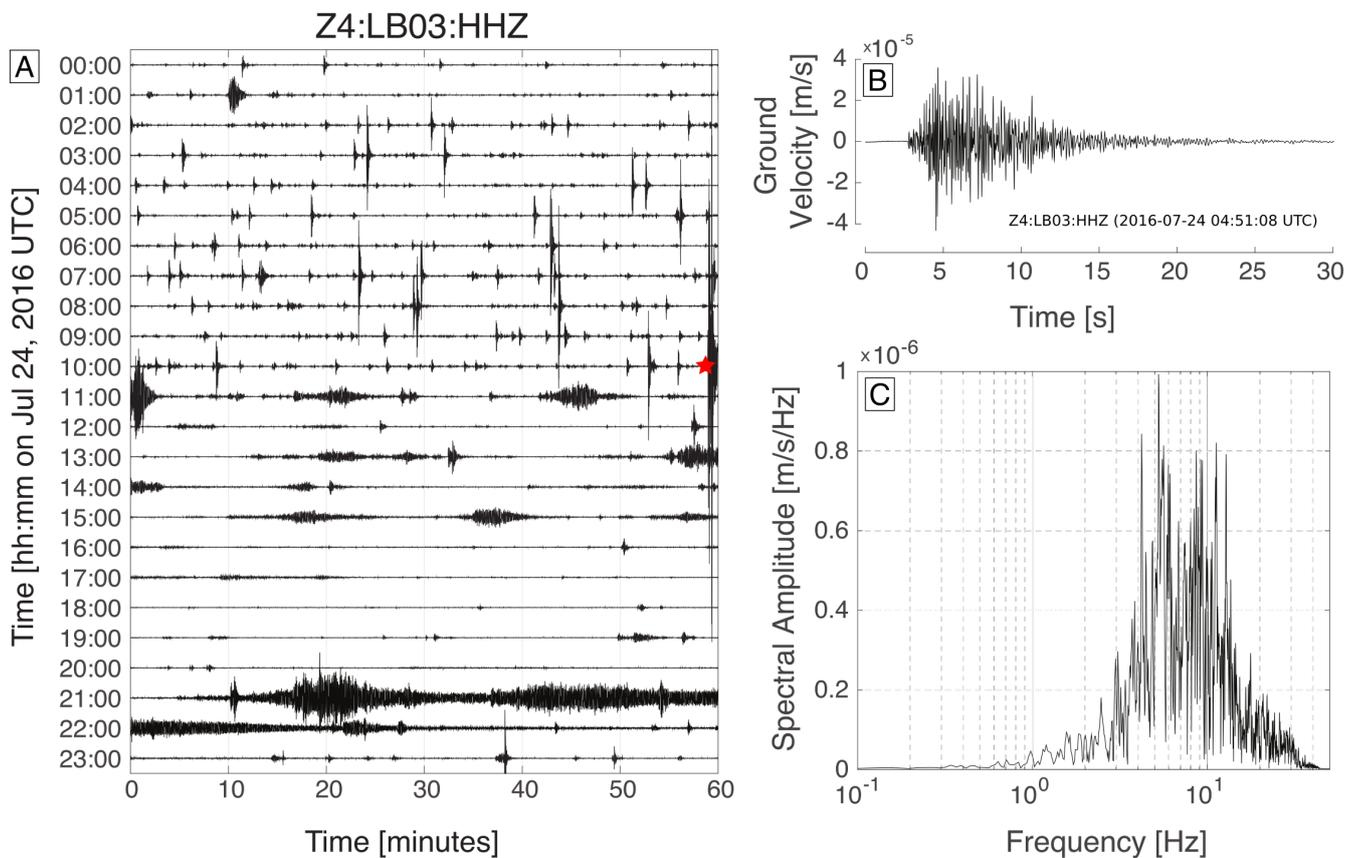 Z4:LB03:HHZ
A
Time [hh:mm on Jul 24, 2016 UTC)
00:00
01:00
02:00
03:00
04:00
05:00
06:00
07:00
08:00
09:00
10:00
11:00
12:00
13:00
14:00
15:00
16:00
17:00
18:00
19:00
20:00
21:00
22:00
23:00
0 10 20 30 40 50 60
Time [minutes]
×10-5
B
Ground
Velocity [m/s]
4
2
0
-2
-4
Z4:LB03:HHZ (2016-07-24 04:51:08 UTC)
0 5 10 15 20 25 30
Time [s]
×10-6
C
Spectral Amplitude [m/s/Hz]
1
0.8
0.6
0.4
0.2
0
10-1 100 101
Frequency [Hz]